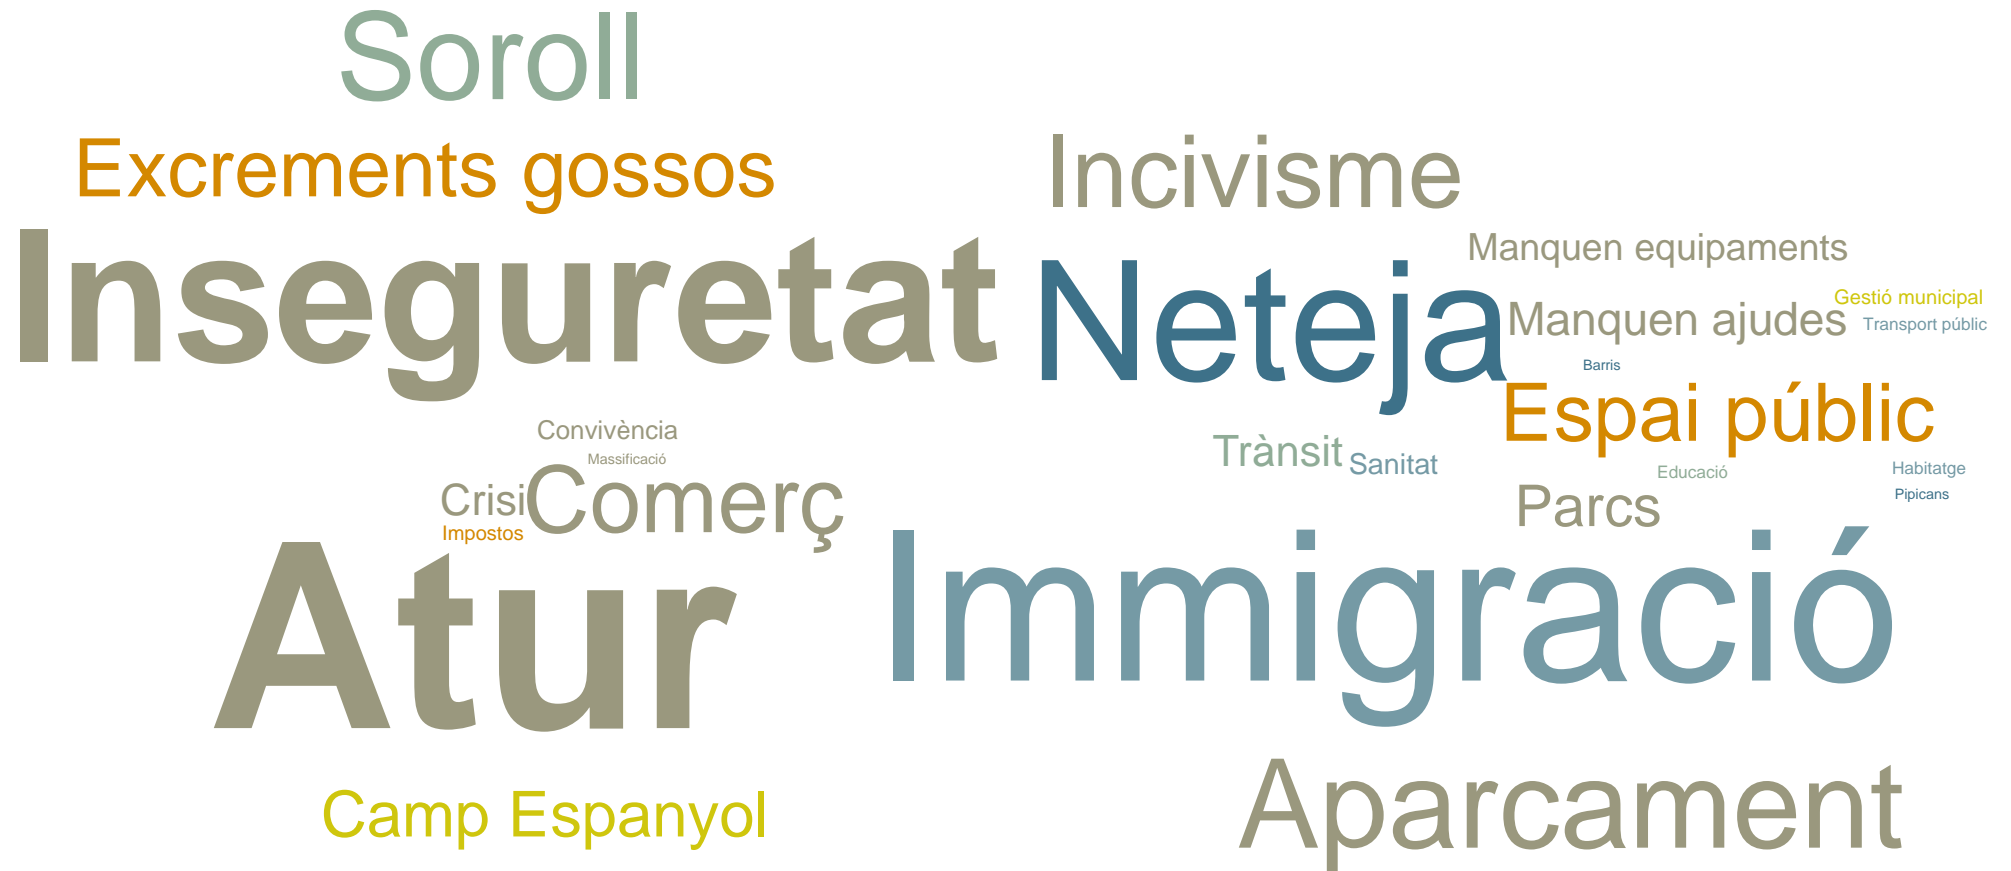 Soroll
Excrements gossos
Incivisme
Inseguretat
Neteja
Manquen equipaments
Gestió municipal
Manquen ajudes
Transport públic
Barris
Espai públic
Convivència
Massificació
Trànsit
Sanitat
Educació
Habitatge
Crisi
Comerç
Parcs
Pipicans
Impostos
Atur
Immigració
Camp Espanyol
Aparcament